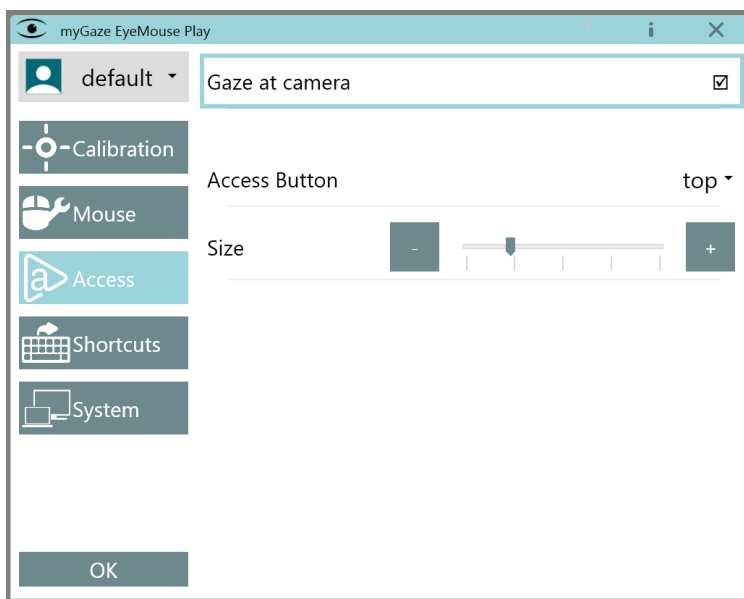 myGaze EyeMouse Play
default
Gaze at camera
Calibration
Access Button
top
Mouse
Size
-
+
Access
Shortcuts
System
OK